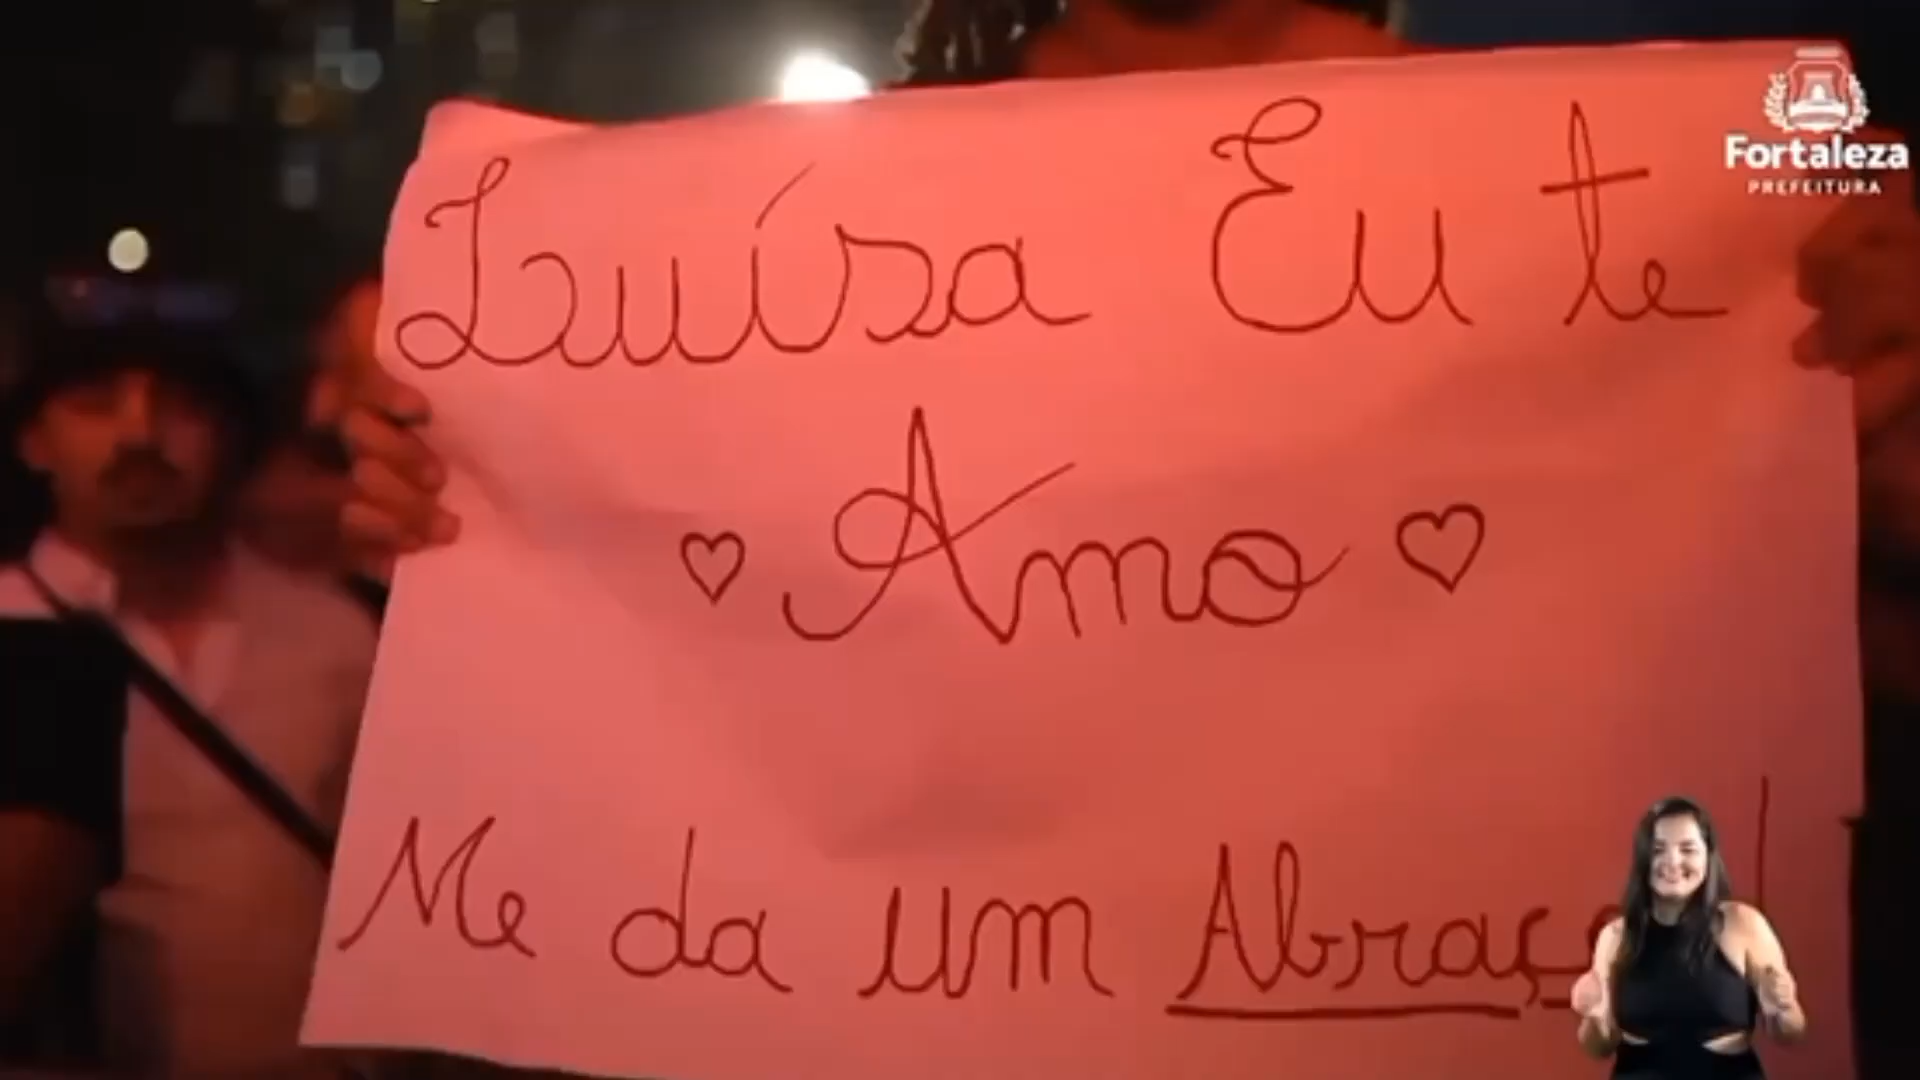 Fortaleza
PREFEITURA
Luísa Eu te
Amo
Me da um Abraço!